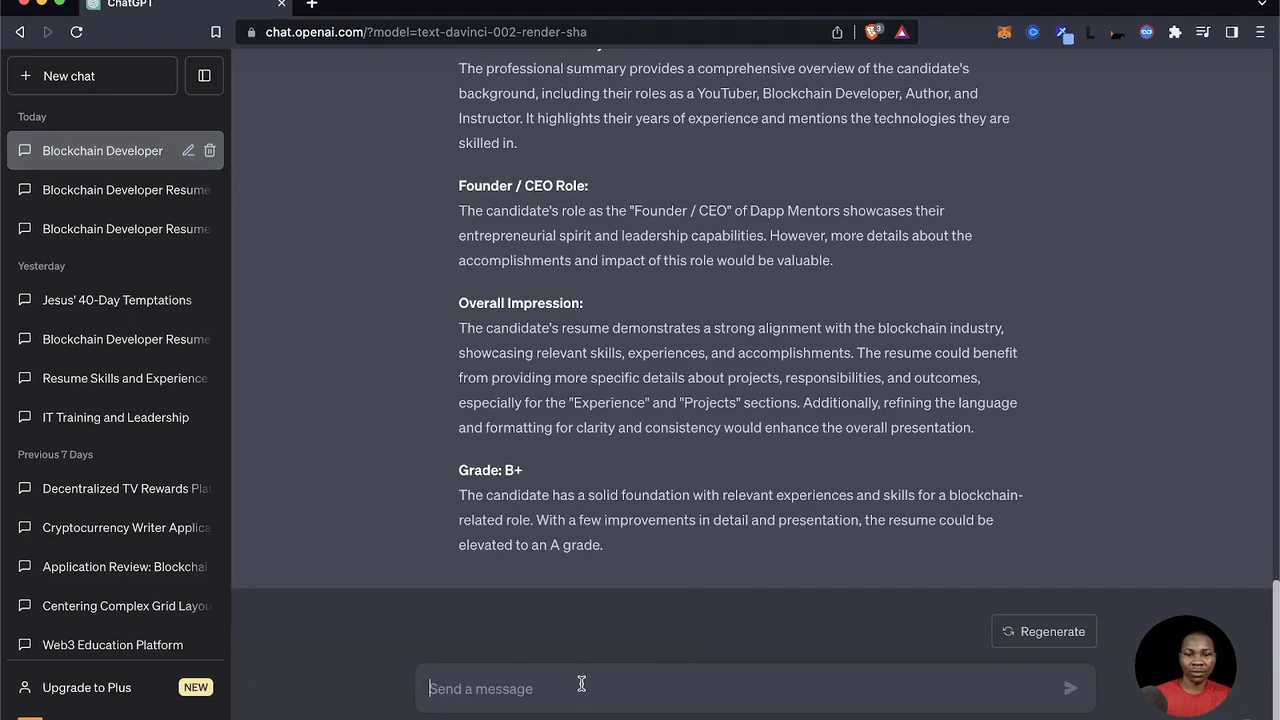 ChatGPT
chat.openai.com/?model=text-davinci-002-render-sha
3
New chat
Today
Blockchain Developer
Blockchain Developer Resume
Blockchain Developer Resume
Yesterday
Jesus' 40-Day Temptations
Blockchain Developer Resume
Resume Skills and Experience
IT Training and Leadership
Previous 7 Days
Decentralized TV Rewards Pla
Cryptocurrency Writer Applica
Application Review: Blockchai
Centering Complex Grid Layou
Web3 Education Platform
Upgrade to Plus
NEW
The professional summary provides a comprehensive overview of the candidate's
background, including their roles as a YouTuber, Blockchain Developer, Author, and
Instructor. It highlights their years of experience and mentions the technologies they are
skilled in.
Founder / CEO Role:
The candidate's role as the "Founder / CEO" of Dapp Mentors showcases their
entrepreneurial spirit and leadership capabilities. However, more details about the
accomplishments and impact of this role would be valuable.
Overall Impression:
The candidate's resume demonstrates a strong alignment with the blockchain industry,
showcasing relevant skills, experiences, and accomplishments. The resume could benefit
from providing more specific details about projects, responsibilities, and outcomes,
especially for the "Experience" and "Projects" sections. Additionally, refining the language
and formatting for clarity and consistency would enhance the overall presentation.
Grade: B+
The candidate has a solid foundation with relevant experiences and skills for a blockchain-
related role. With a few improvements in detail and presentation, the resume could be
elevated to an A grade.
Regenerate
Send a message